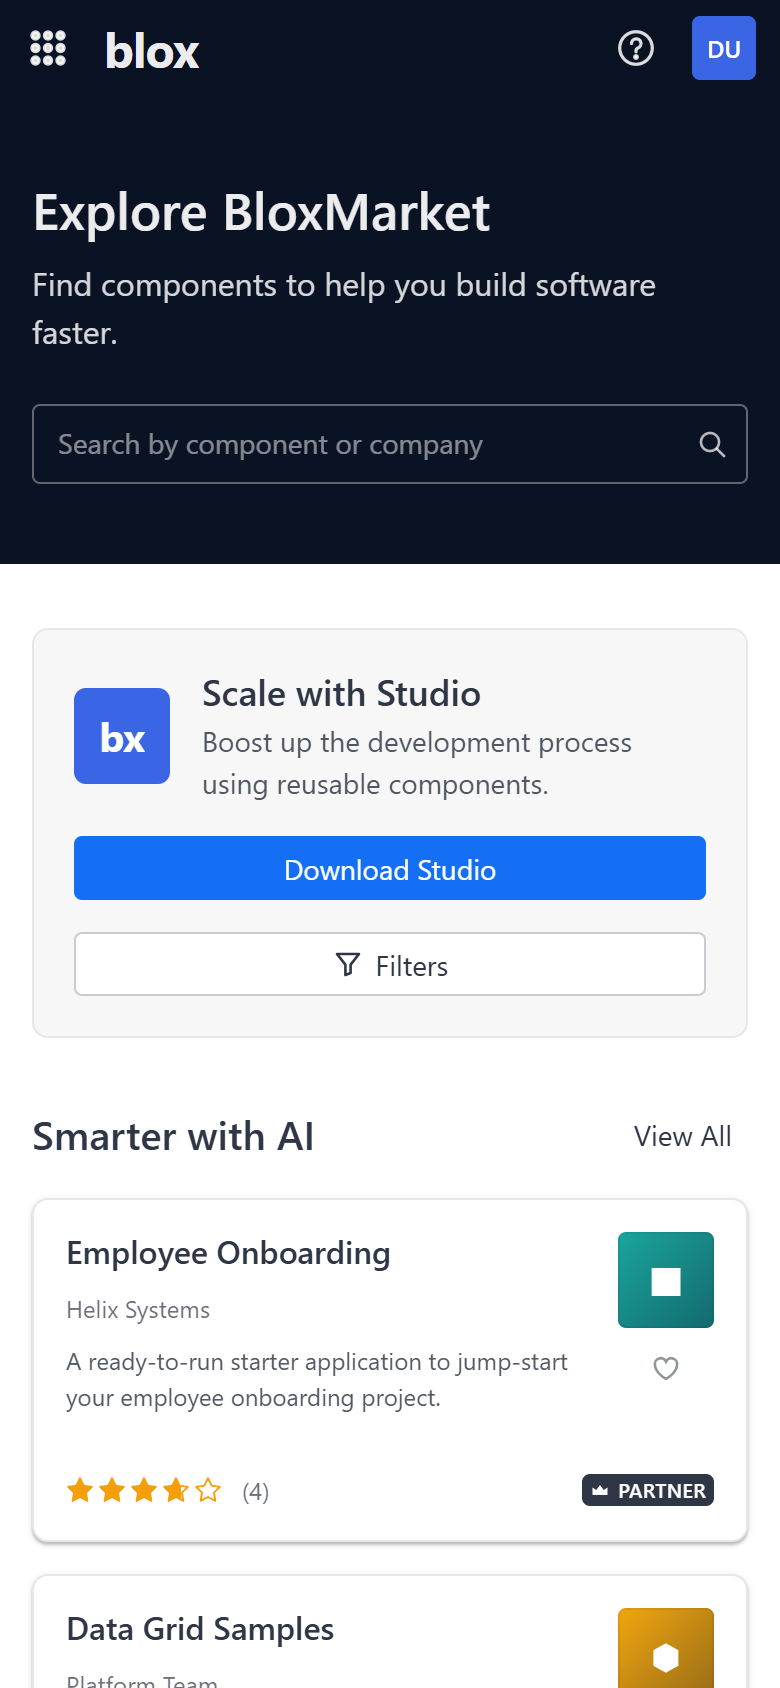 blox
DU
Explore BloxMarket
Find components to help you build software
faster.
Search by component or company
bx
Scale with Studio
Boost up the development process
using reusable components.
Download Studio
Filters
Smarter with AI
View All
Employee Onboarding
Helix Systems
A ready-to-run starter application to jump-start
your employee onboarding project.
(4)
PARTNER
Data Grid Samples
Platform Team